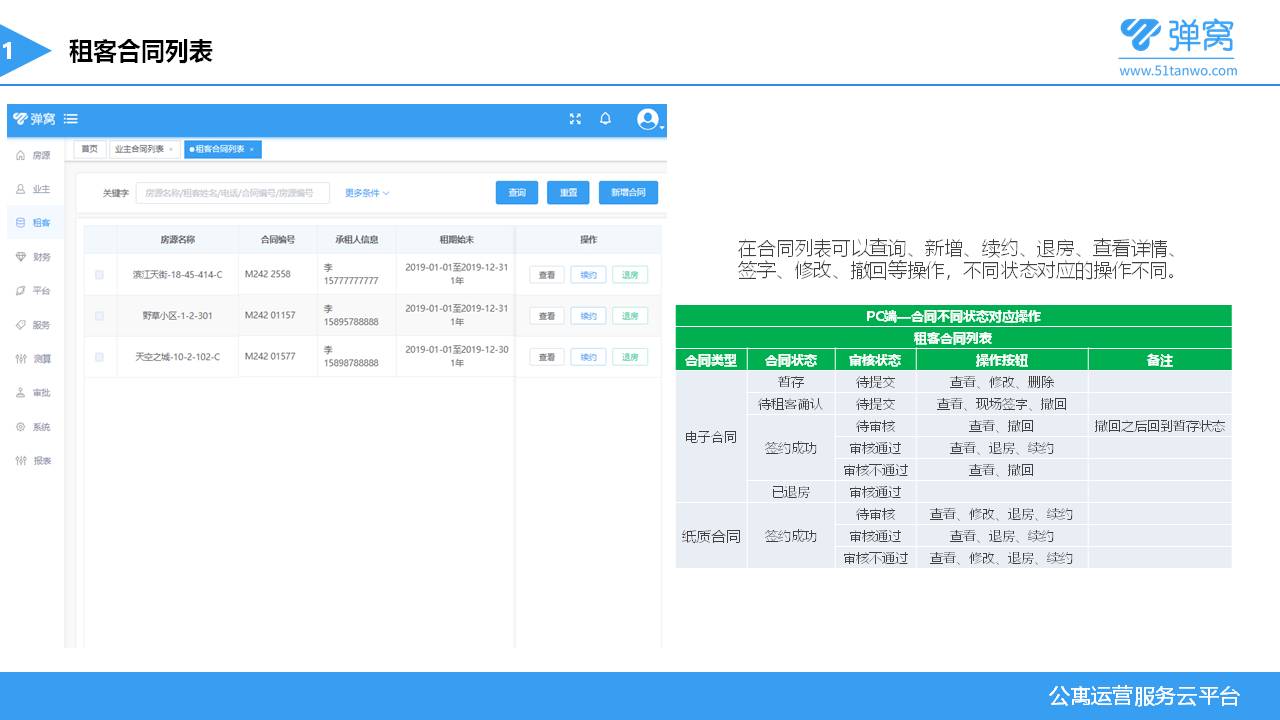 1
租客合同列表
弹窝
www.51tanwo.com
弹窝
首页 业主合同列表 × 租客合同列表 ×
房源
业主
租客
财务
平台
服务
测算
审批
系统
报表
关键字 房源名称/租客姓名/电话/合同编号/房源编号 更多条件 查询 重置 新增合同
房源名称 合同编号 承租人信息 租期始末 操作
滨江天街-18-45-414-C M242 2558 李 15777777777 2019-01-01至2019-12-31 1年 查看 续约 退房
野草小区-1-2-301 M242 01157 李 15895788888 2019-01-01至2019-12-31 1年 查看 续约 退房
天空之城-10-2-102-C M242 01577 李 15898788888 2019-01-01至2019-12-30 1年 查看 续约 退房
在合同列表可以查询、新增、续约、退房、查看详情、
签字、修改、撤回等操作，不同状态对应的操作不同。
PC端—合同不同状态对应操作
租客合同列表
合同类型 合同状态 审核状态 操作按钮 备注
电子合同 暂存 待提交 查看、修改、删除
待租客确认 待提交 查看、现场签字、撤回
签约成功 待审核 查看、撤回 撤回之后回到暂存状态
审核通过 查看、退房、续约
审核不通过 查看、撤回
已退房 审核通过
纸质合同 签约成功 待审核 查看、修改、退房、续约
审核通过 查看、退房、续约
审核不通过 查看、修改、退房、续约
公寓运营服务云平台